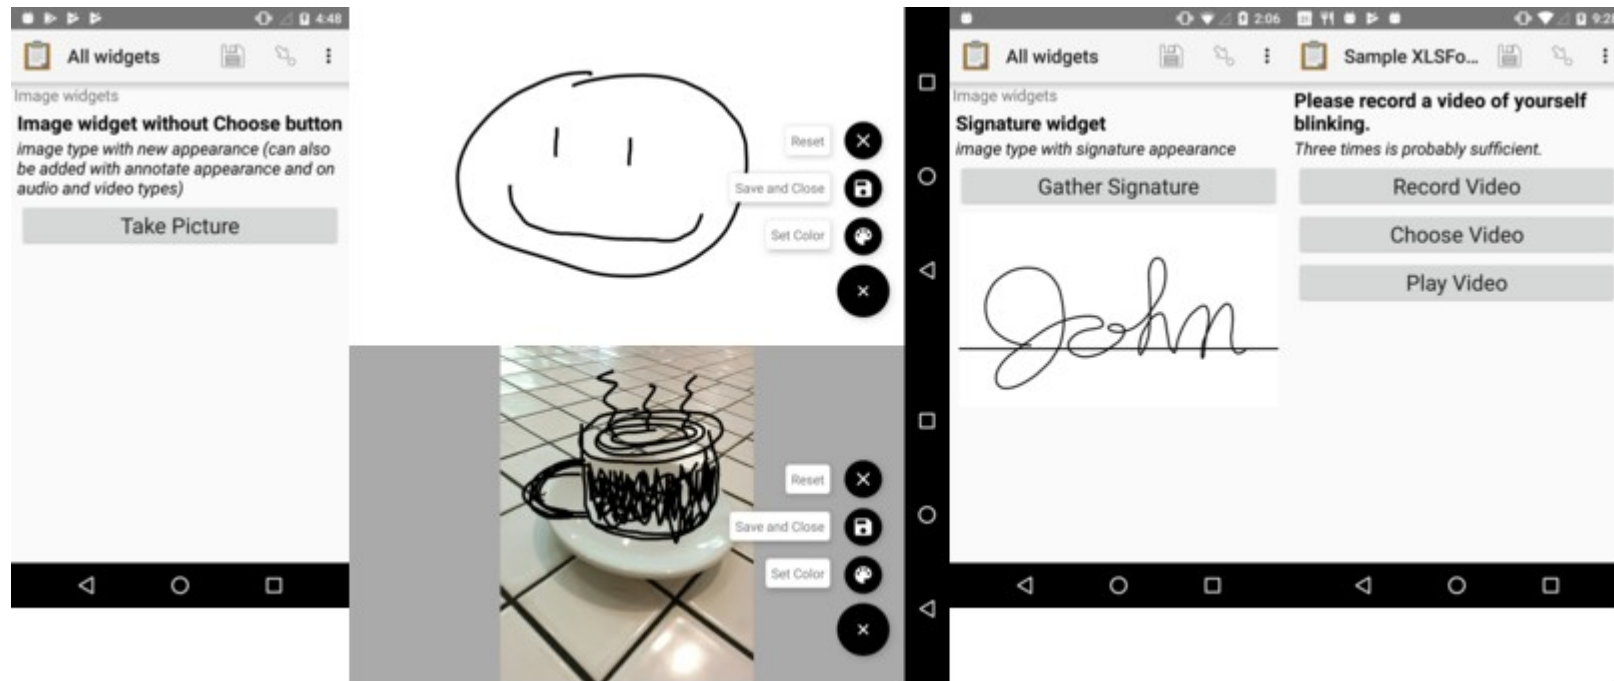 4:48
All widgets
Image widgets
Image widget without Choose button
image type with new appearance (can also
be added with annotate appearance and on
audio and video types)
Take Picture
Reset
Save and Close
Set Color
Reset
Save and Close
Set Color
2:06
All widgets
Image widgets
Signature widget
image type with signature appearance
Gather Signature
John
Sample XLSFo...
Please record a video of yourself
blinking.
Three times is probably sufficient.
Record Video
Choose Video
Play Video